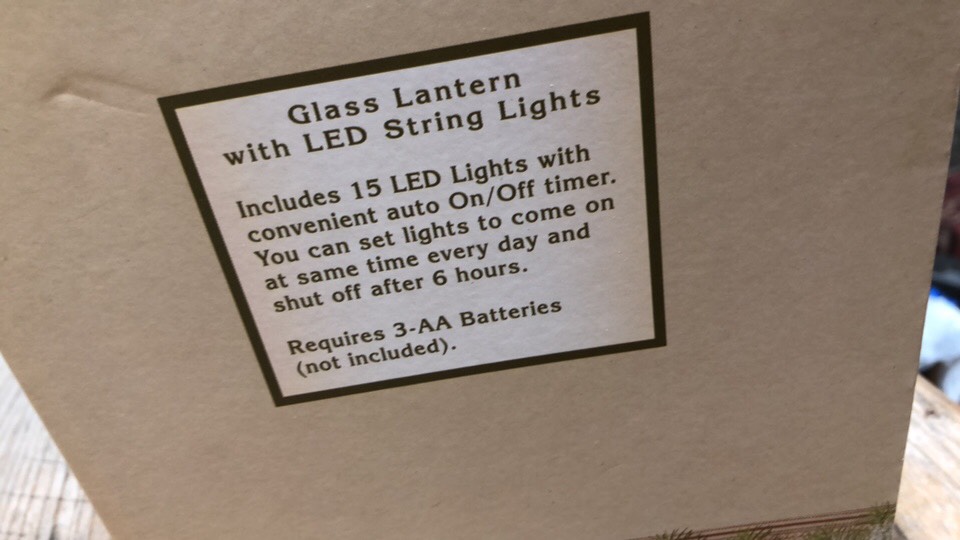 Glass Lantern
with LED String Lights
Includes 15 LED Lights with
convenient auto On/Off timer.
You can set lights to come on
at same time every day and
shut off after 6 hours.
Requires 3-AA Batteries
(not included).